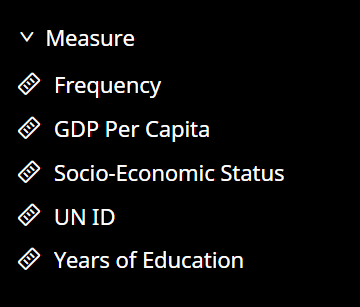 Measure
Frequency
GDP Per Capita
Socio-Economic Status
UN ID
Years of Education